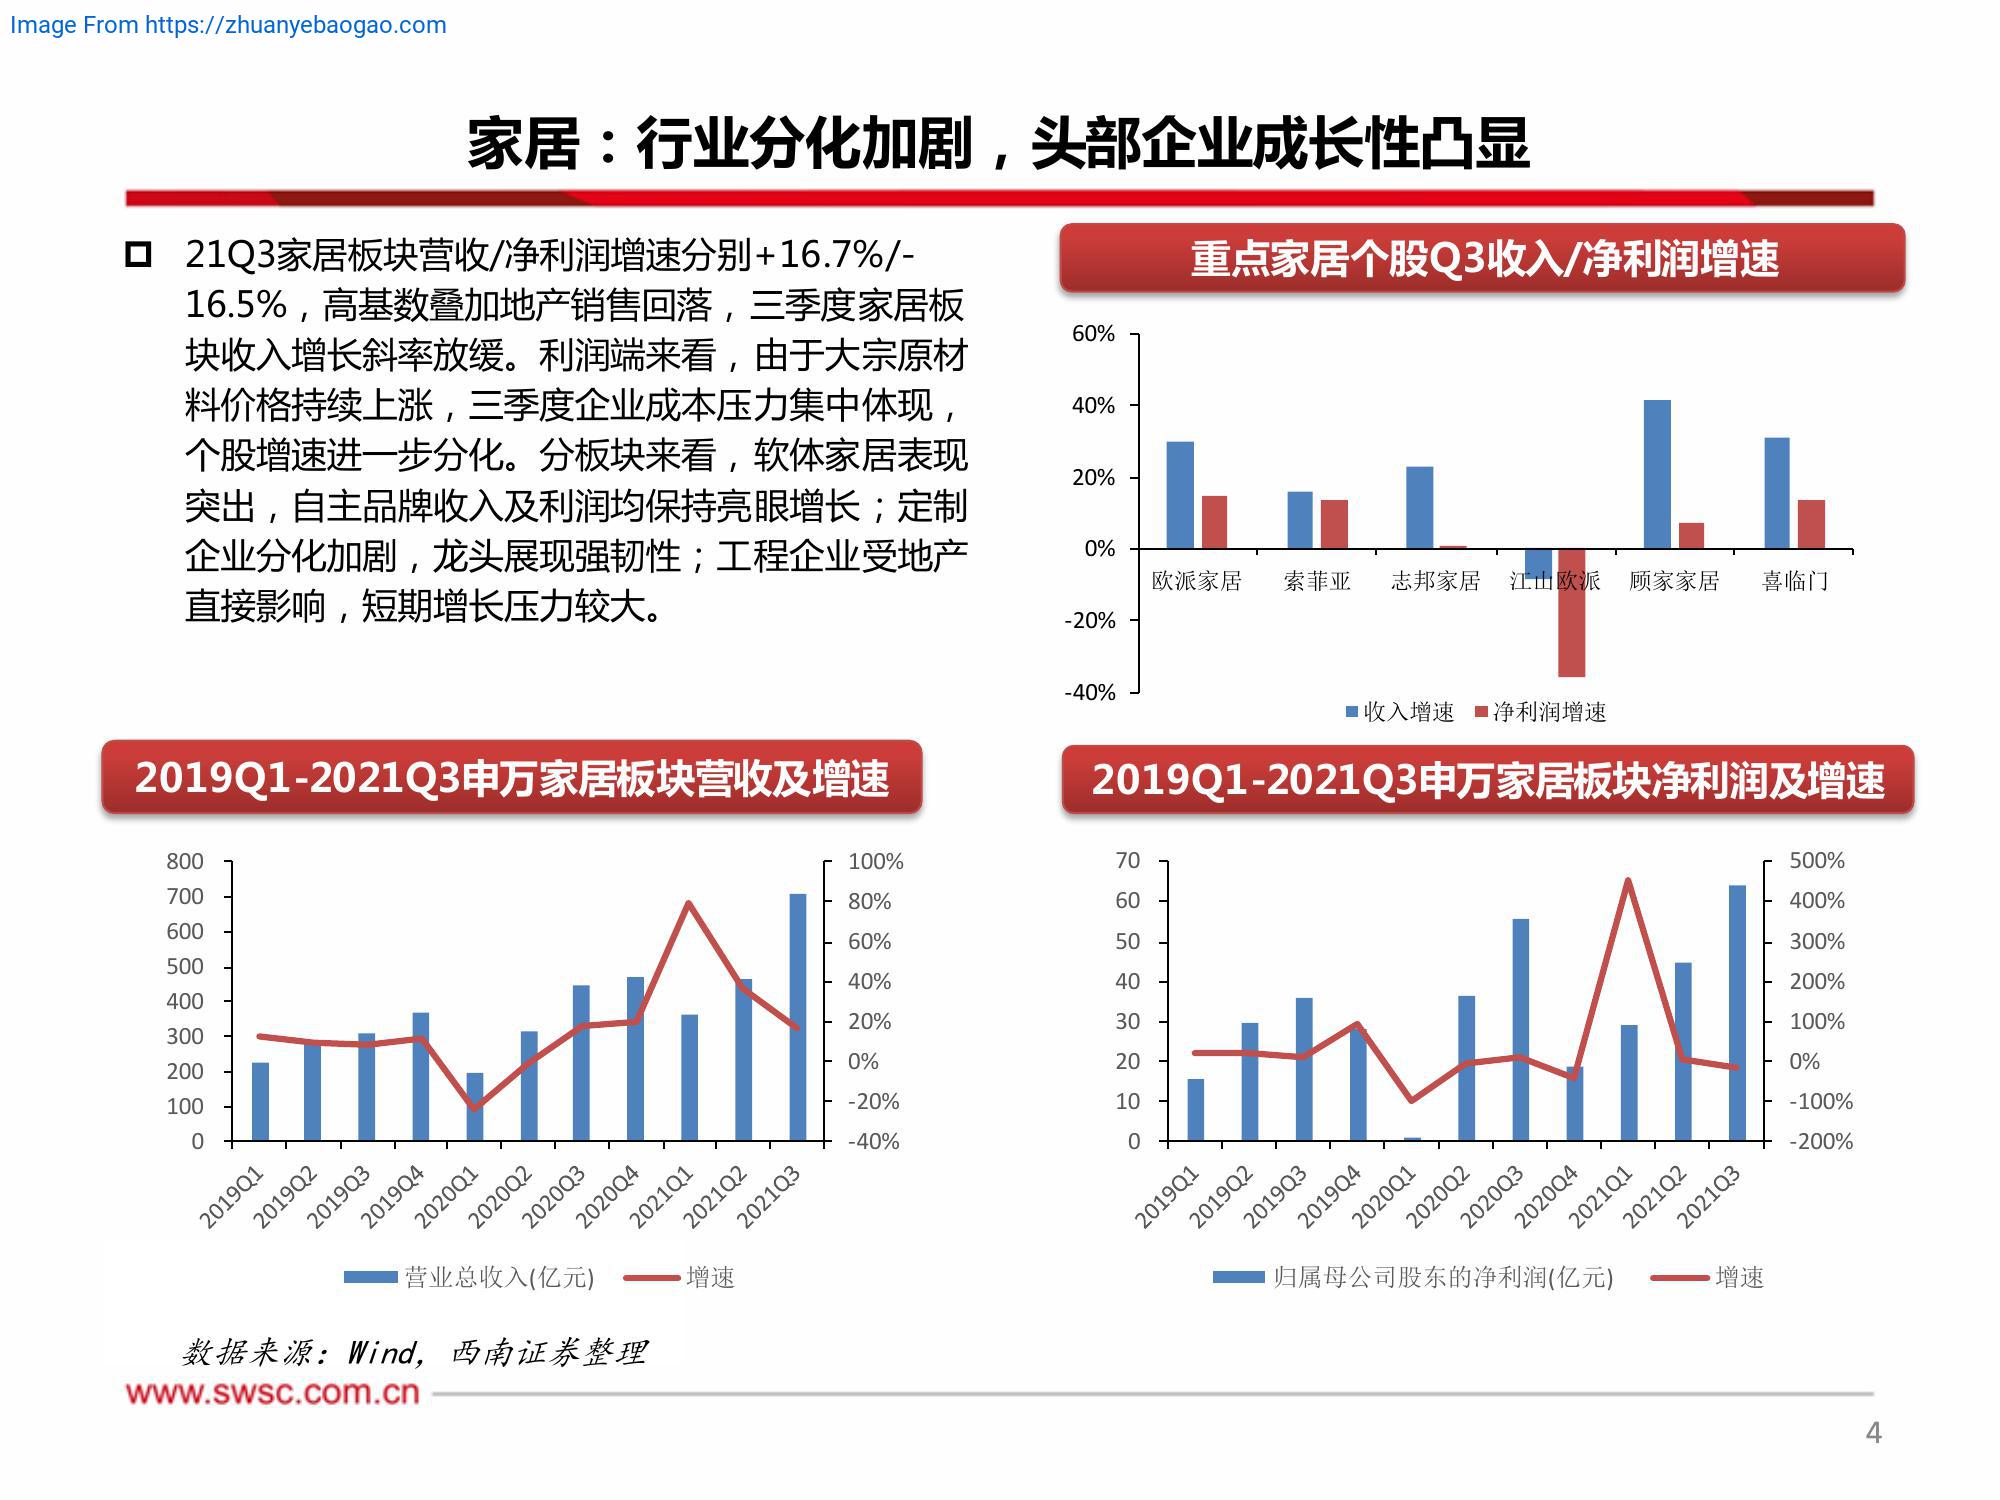 Image From https://zhuanyebaogao.com
家居：行业分化加剧，头部企业成长性凸显
21Q3家居板块营收/净利润增速分别+16.7%/-
16.5%，高基数叠加地产销售回落，三季度家居板
块收入增长斜率放缓。利润端来看，由于大宗原材
料价格持续上涨，三季度企业成本压力集中体现，
个股增速进一步分化。分板块来看，软体家居表现
突出，自主品牌收入及利润均保持亮眼增长；定制
企业分化加剧，龙头展现强韧性；工程企业受地产
直接影响，短期增长压力较大。
重点家居个股Q3收入/净利润增速
60%
40%
20%
0%
-20%
-40%
欧派家居 索菲亚 志邦家居 江山欧派 顾家家居 喜临门
收入增速 净利润增速
2019Q1-2021Q3申万家居板块营收及增速
800
700
600
500
400
300
200
100
0
100%
80%
60%
40%
20%
0%
-20%
-40%
2019Q1 2019Q2 2019Q3 2019Q4 2020Q1 2020Q2 2020Q3 2020Q4 2021Q1 2021Q2 2021Q3
营业总收入(亿元) 增速
2019Q1-2021Q3申万家居板块净利润及增速
70
60
50
40
30
20
10
0
500%
400%
300%
200%
100%
0%
-100%
-200%
2019Q1 2019Q2 2019Q3 2019Q4 2020Q1 2020Q2 2020Q3 2020Q4 2021Q1 2021Q2 2021Q3
归属母公司股东的净利润(亿元) 增速
数据来源：Wind，西南证券整理
www.swsc.com.cn
4